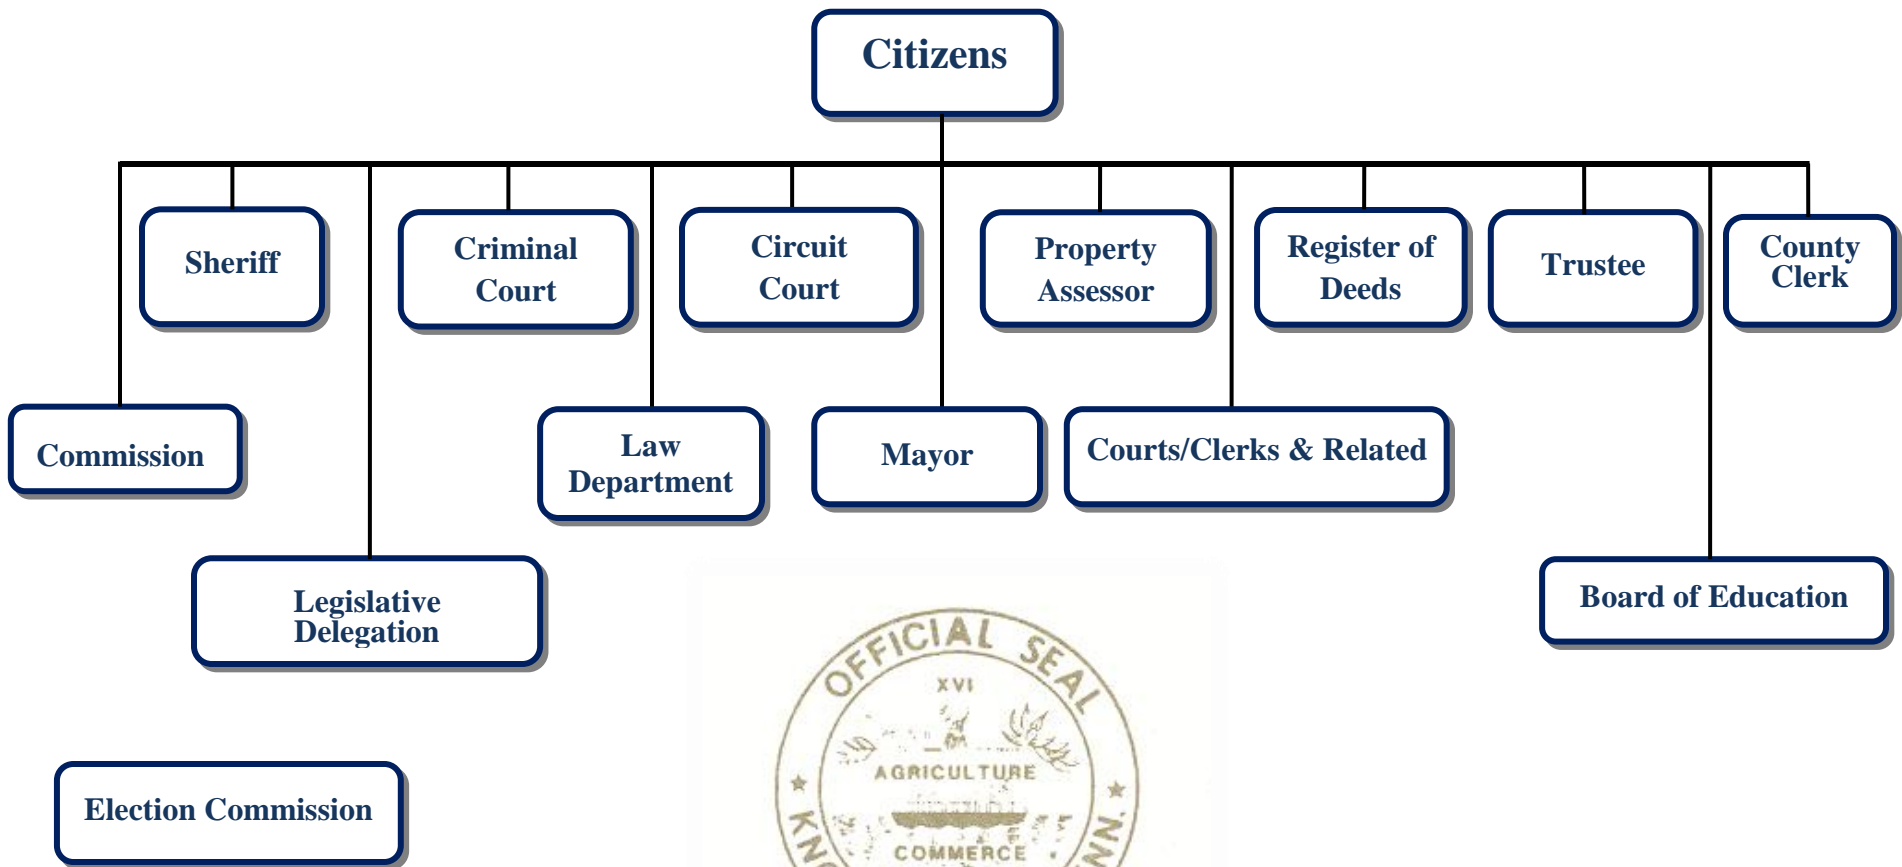 Citizens
Sheriff
Criminal
Court
Circuit
Court
Property
Assessor
Register of
Deeds
Trustee
County
Clerk
Commission
Law
Department
Mayor
Courts/Clerks & Related
Legislative
Delegation
Board of Education
Election Commission
OFFICIAL SEAL
XVI
AGRICULTURE
COMMERCE